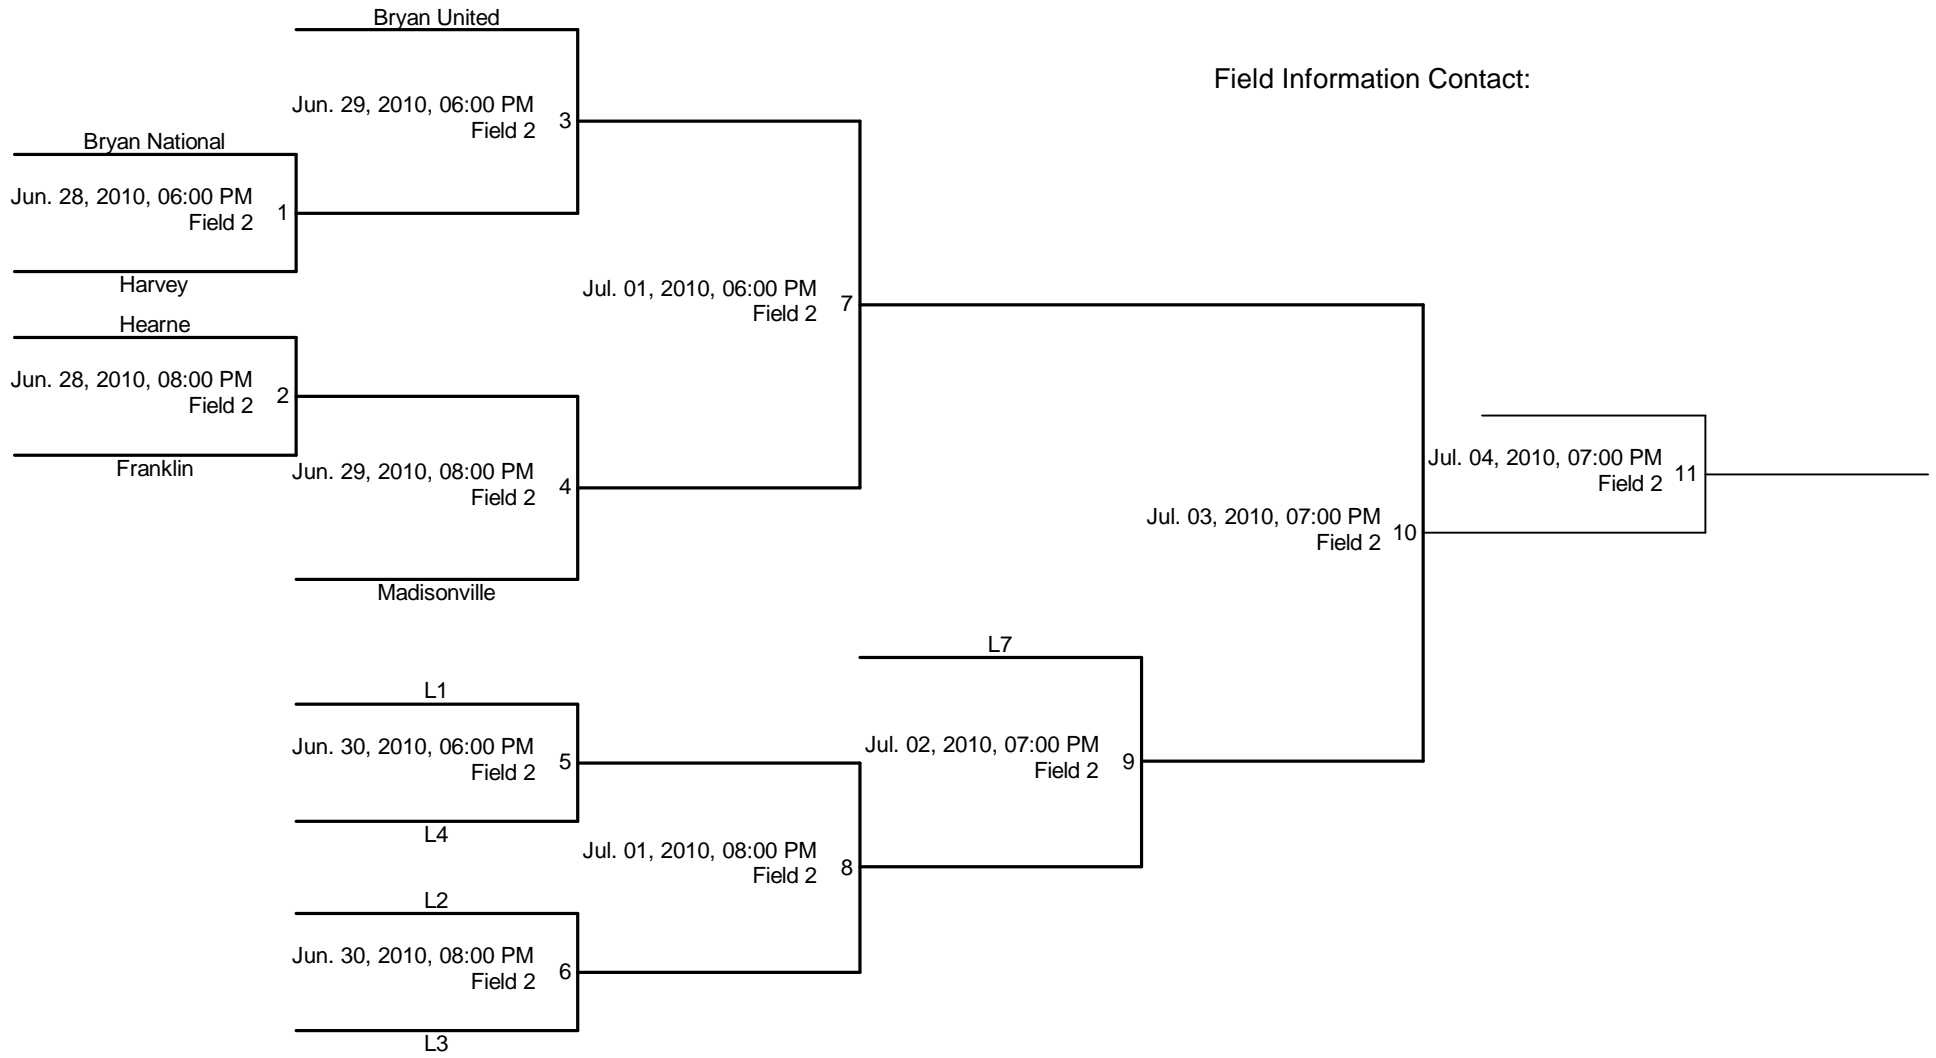 Bryan United
Field Information Contact:
Jun. 29, 2010, 06:00 PM
Field 2
3
Bryan National
Jun. 28, 2010, 06:00 PM
Field 2
1
Harvey
Hearne
Jun. 28, 2010, 08:00 PM
Field 2
2
Franklin
Jul. 01, 2010, 06:00 PM
Field 2
7
Jun. 29, 2010, 08:00 PM
Field 2
4
Madisonville
Jul. 04, 2010, 07:00 PM
Field 2
11
Jul. 03, 2010, 07:00 PM
Field 2
10
L7
L1
Jun. 30, 2010, 06:00 PM
Field 2
5
L4
Jul. 02, 2010, 07:00 PM
Field 2
9
Jul. 01, 2010, 08:00 PM
Field 2
8
L2
Jun. 30, 2010, 08:00 PM
Field 2
6
L3